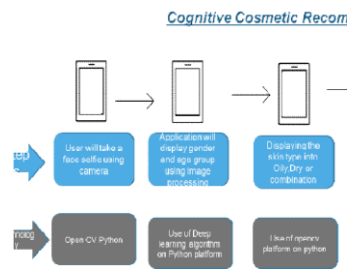 Cognitive Cosmetic Recom
User will take a
face selfie using
camera
Application will
display gender
and age group
using image
processing
Displaying the
skin type into
Oily,Dry or
combination
Open CV Python
Use of Deep
learning algorithm
on Python platform
Use of opencv
platform on python